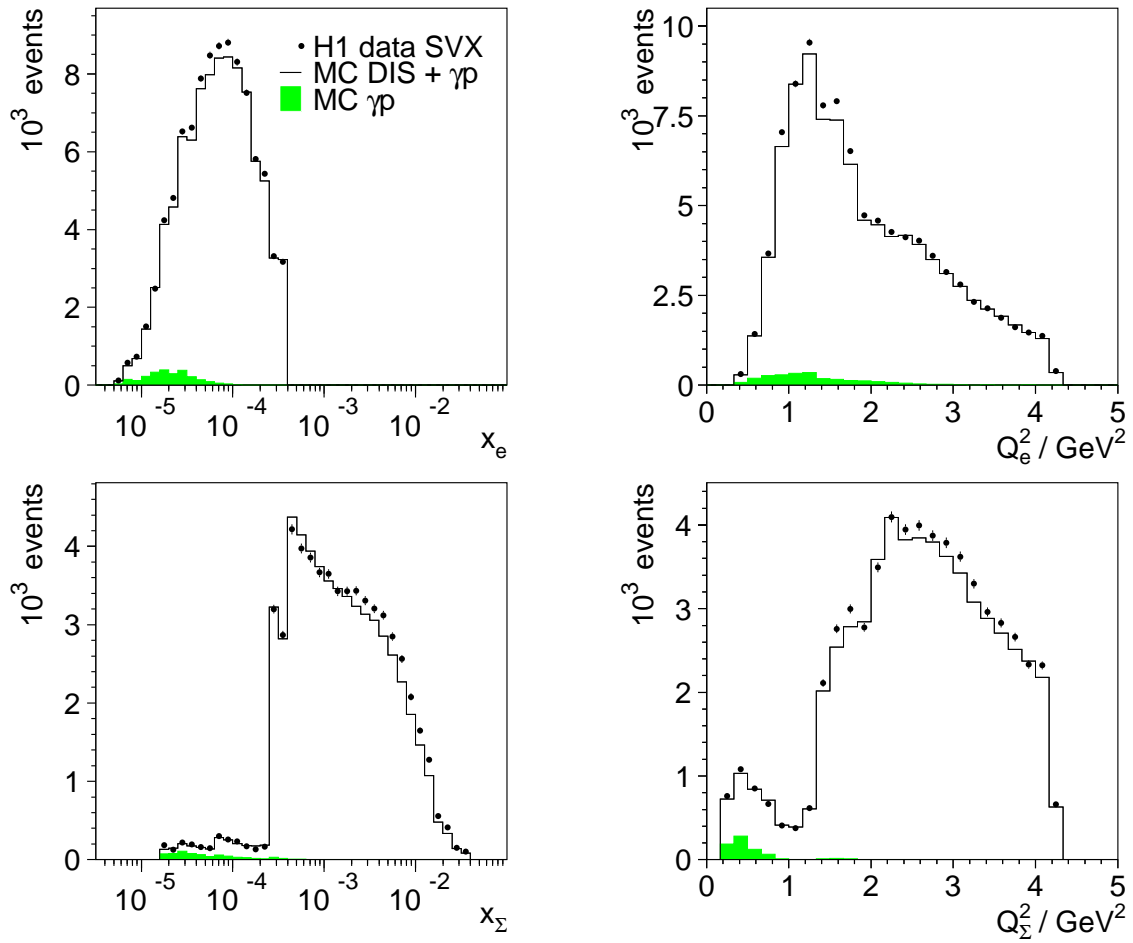 10³ events
8
6
4
2
0
• H1 data SVX
— MC DIS + γp
MC γp
10⁻⁵ 10⁻⁴ 10⁻³ 10⁻²
xₑ
10³ events
10
7.5
5
2.5
0
0 1 2 3 4 5
Qₑ² / GeV²
10³ events
4
3
2
1
0
10⁻⁵ 10⁻⁴ 10⁻³ 10⁻²
x_Σ
10³ events
4
3
2
1
0
0 1 2 3 4 5
Q_Σ² / GeV²